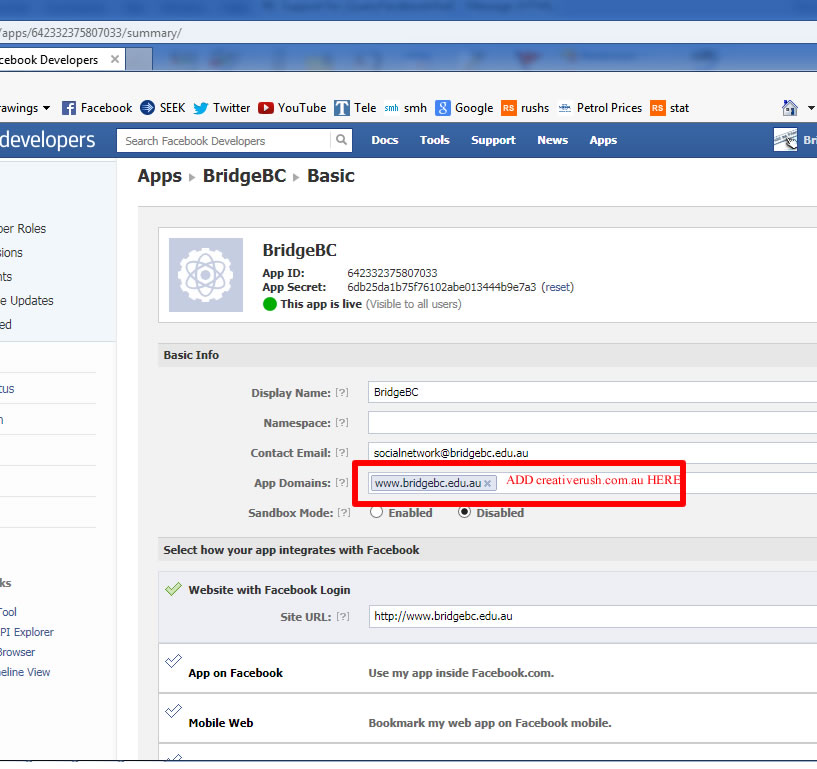 /apps/642332375807033/summary/
cebook Developers ×
rawings Facebook SEEK Twitter YouTube Tele smh smh Google RS rushs Petrol Prices RS stat
developers Search Facebook Developers Docs Tools Support News Apps Bri
Apps ▸ BridgeBC ▸ Basic
per Roles
sions
nts
e Updates
ed
tus
n
ks
Tool
PI Explorer
Browser
eline View
BridgeBC
App ID: 642332375807033
App Secret: 6db25da1b75f76102abe013444b9e7a3 (reset)
This app is live (Visible to all users)
Basic Info
Display Name: [?] BridgeBC
Namespace: [?]
Contact Email: [?] socialnetwork@bridgebc.edu.au
App Domains: [?] www.bridgebc.edu.au × ADD creativerush.com.au HERE
Sandbox Mode: [?] Enabled Disabled
Select how your app integrates with Facebook
Website with Facebook Login
Site URL: [?] http://www.bridgebc.edu.au
App on Facebook Use my app inside Facebook.com.
Mobile Web Bookmark my web app on Facebook mobile.